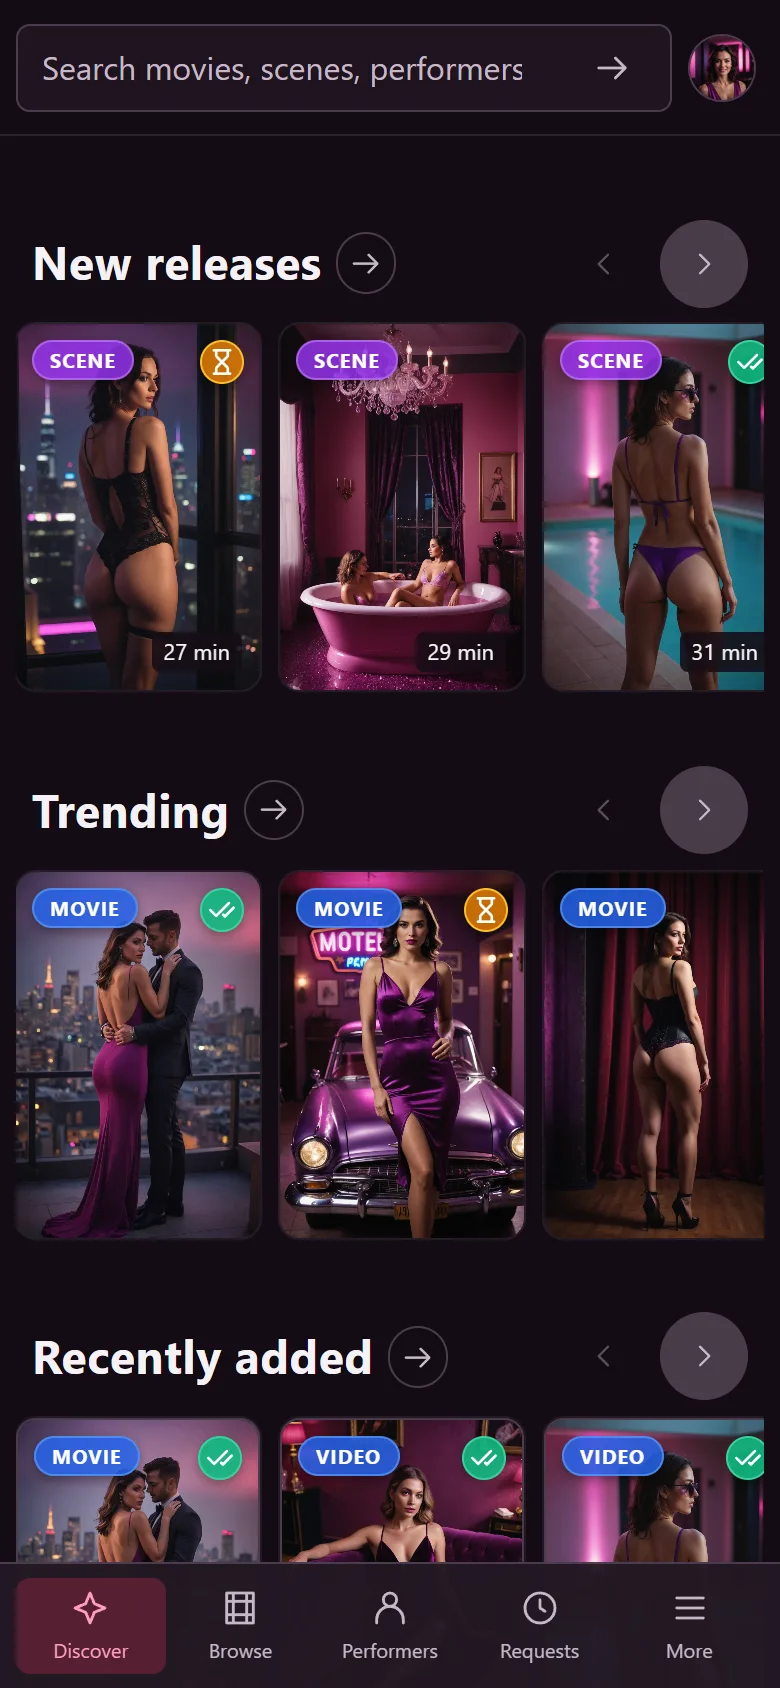 Search movies, scenes, performers
New releases
SCENE
SCENE
SCENE
27 min
29 min
31 min
Trending
MOVIE
MOVIE
MOVIE
MOTEL
Recently added
MOVIE
VIDEO
VIDEO
Discover
Browse
Performers
Requests
More